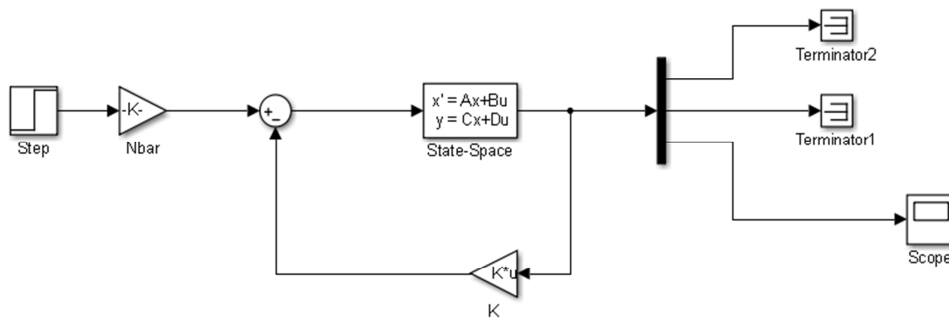 Terminator2
-K-
+
-
x' = Ax+Bu
y = Cx+Du
Step
Nbar
State-Space
Terminator1
K*u
K
Scope